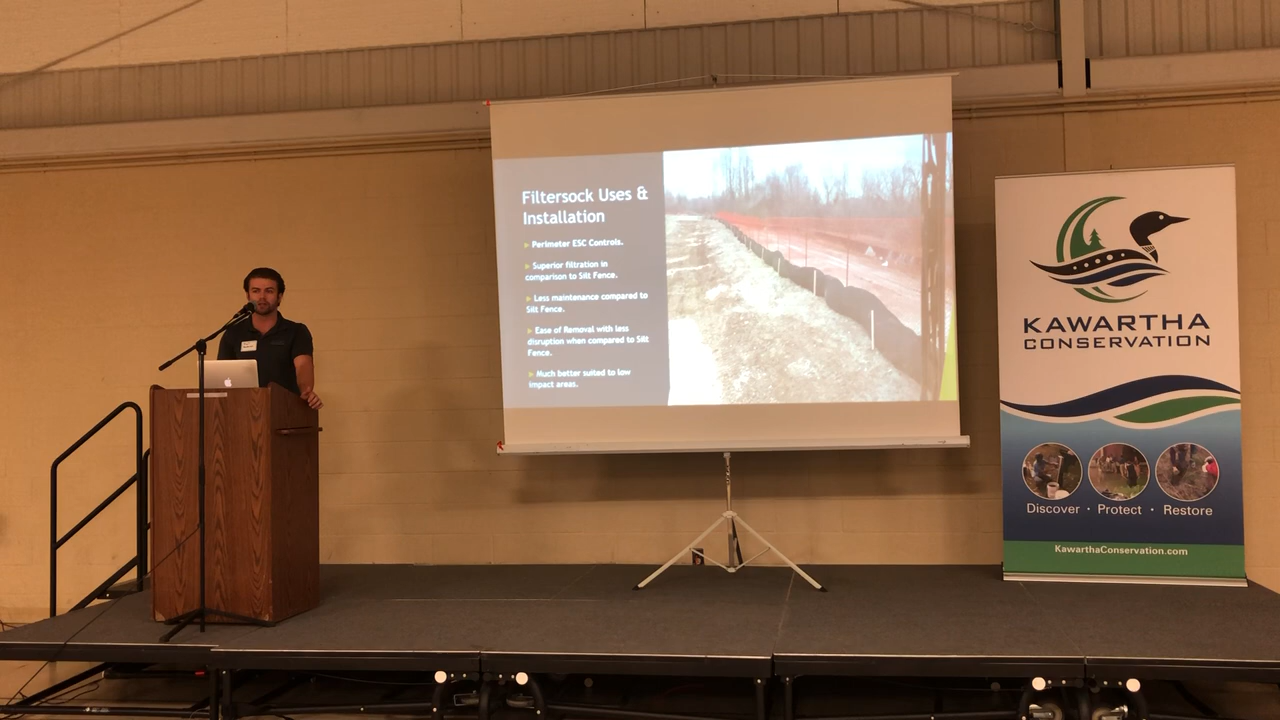 Filtersock Uses &
Installation
Perimeter ESC Controls.
Superior filtration in
comparison to Silt Fence.
Less maintenance compared to
Silt Fence.
Ease of Removal with less
disruption when compared to Silt
Fence.
Much better suited to low
impact areas.
KAWARTHA
CONSERVATION
Discover · Protect · Restore
KawarthaConservation.com